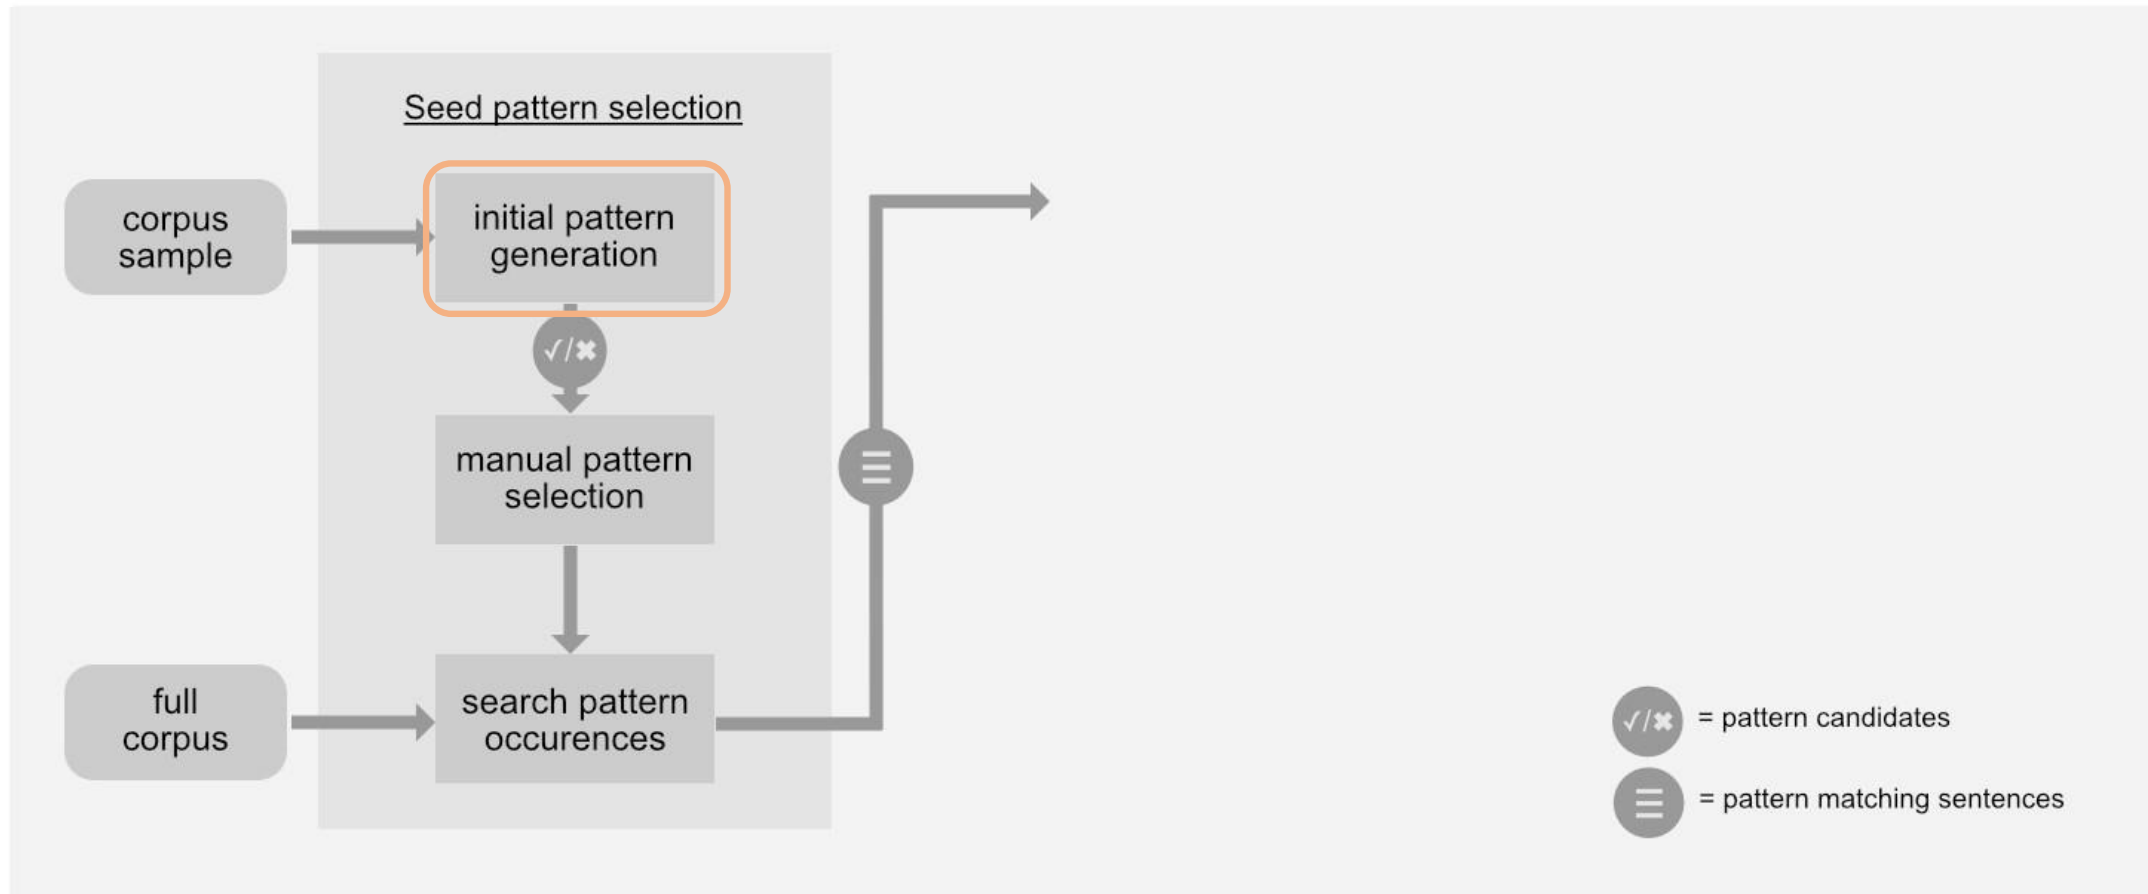 Seed pattern selection
corpus
sample
initial pattern
generation
✓/✖
manual pattern
selection
full
corpus
search pattern
occurences
✓/✖ = pattern candidates
= pattern matching sentences